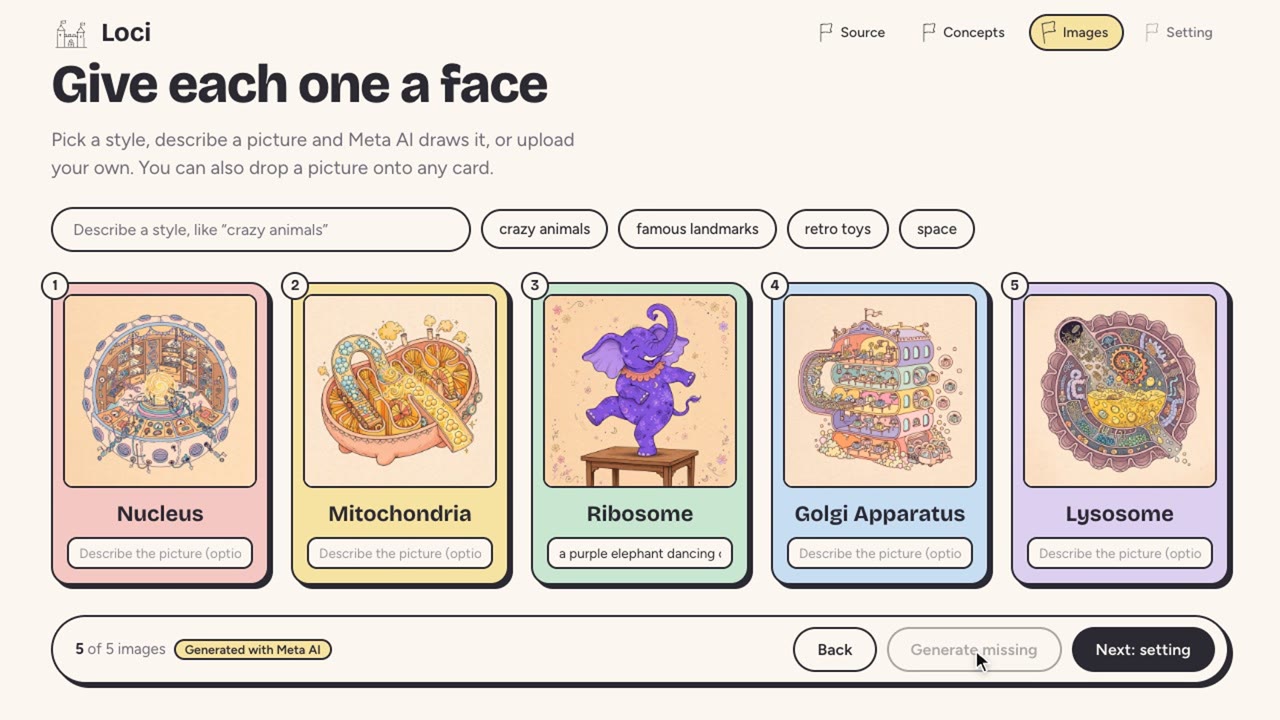 Loci
Source
Concepts
Images
Setting
Give each one a face
Pick a style, describe a picture and Meta AI draws it, or upload
your own. You can also drop a picture onto any card.
Describe a style, like “crazy animals”
crazy animals
famous landmarks
retro toys
space
1
2
3
4
5
Nucleus
Mitochondria
Ribosome
Golgi Apparatus
Lysosome
Describe the picture (optio
Describe the picture (optio
a purple elephant dancing
Describe the picture (optio
Describe the picture (optio
5 of 5 images
Generated with Meta AI
Back
Generate missing
Next: setting